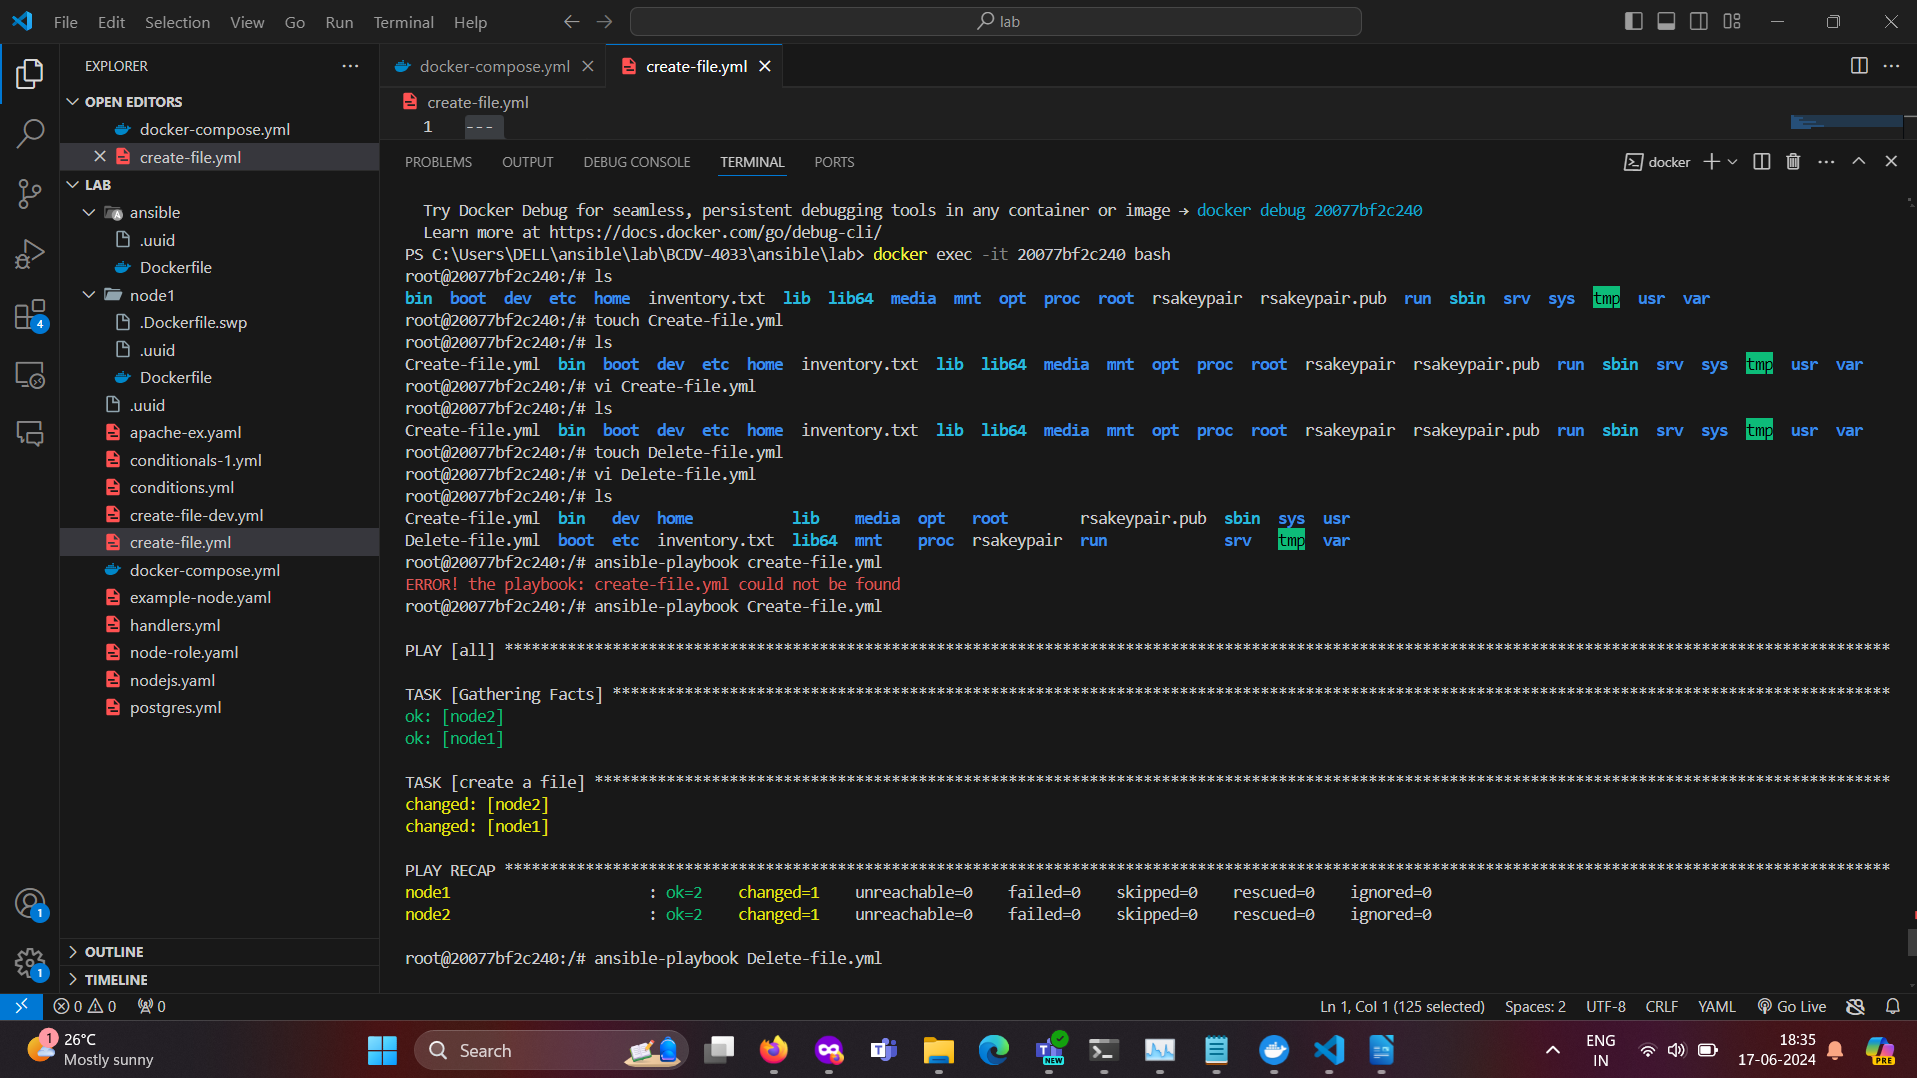 File Edit Selection View Go Run Terminal Help
lab
EXPLORER
OPEN EDITORS
docker-compose.yml
create-file.yml
LAB
ansible
.uuid
Dockerfile
node1
.Dockerfile.swp
.uuid
Dockerfile
.uuid
apache-ex.yaml
conditionals-1.yml
conditions.yml
create-file-dev.yml
create-file.yml
docker-compose.yml
example-node.yaml
handlers.yml
node-role.yaml
nodejs.yaml
postgres.yml
OUTLINE
TIMELINE
4
1
1
docker-compose.yml create-file.yml
create-file.yml
1 ---
PROBLEMS OUTPUT DEBUG CONSOLE TERMINAL PORTS
docker
Try Docker Debug for seamless, persistent debugging tools in any container or image → docker debug 20077bf2c240
Learn more at https://docs.docker.com/go/debug-cli/
PS C:\Users\DELL\ansible\lab\BCDV-4033\ansible\lab> docker exec -it 20077bf2c240 bash
root@20077bf2c240:/# ls
bin boot dev etc home inventory.txt lib lib64 media mnt opt proc root rsakeypair rsakeypair.pub run sbin srv sys tmp usr var
root@20077bf2c240:/# touch Create-file.yml
root@20077bf2c240:/# ls
Create-file.yml bin boot dev etc home inventory.txt lib lib64 media mnt opt proc root rsakeypair rsakeypair.pub run sbin srv sys tmp usr var
root@20077bf2c240:/# vi Create-file.yml
root@20077bf2c240:/# ls
Create-file.yml bin boot dev etc home inventory.txt lib lib64 media mnt opt proc root rsakeypair rsakeypair.pub run sbin srv sys tmp usr var
root@20077bf2c240:/# touch Delete-file.yml
root@20077bf2c240:/# vi Delete-file.yml
root@20077bf2c240:/# ls
Create-file.yml bin dev home lib media opt root rsakeypair.pub sbin sys usr
Delete-file.yml boot etc inventory.txt lib64 mnt proc rsakeypair run srv tmp var
root@20077bf2c240:/# ansible-playbook create-file.yml
ERROR! the playbook: create-file.yml could not be found
root@20077bf2c240:/# ansible-playbook Create-file.yml
PLAY [all] **********
TASK [Gathering Facts] **********
ok: [node2]
ok: [node1]
TASK [create a file] **********
changed: [node2]
changed: [node1]
PLAY RECAP **********
node1 : ok=2 changed=1 unreachable=0 failed=0 skipped=0 rescued=0 ignored=0
node2 : ok=2 changed=1 unreachable=0 failed=0 skipped=0 rescued=0 ignored=0
root@20077bf2c240:/# ansible-playbook Delete-file.yml
0 0 0
Ln 1, Col 1 (125 selected) Spaces: 2 UTF-8 CRLF YAML Go Live
1
26°C
Mostly sunny
Search
NEW
ENG
IN
18:35
17-06-2024
PRE